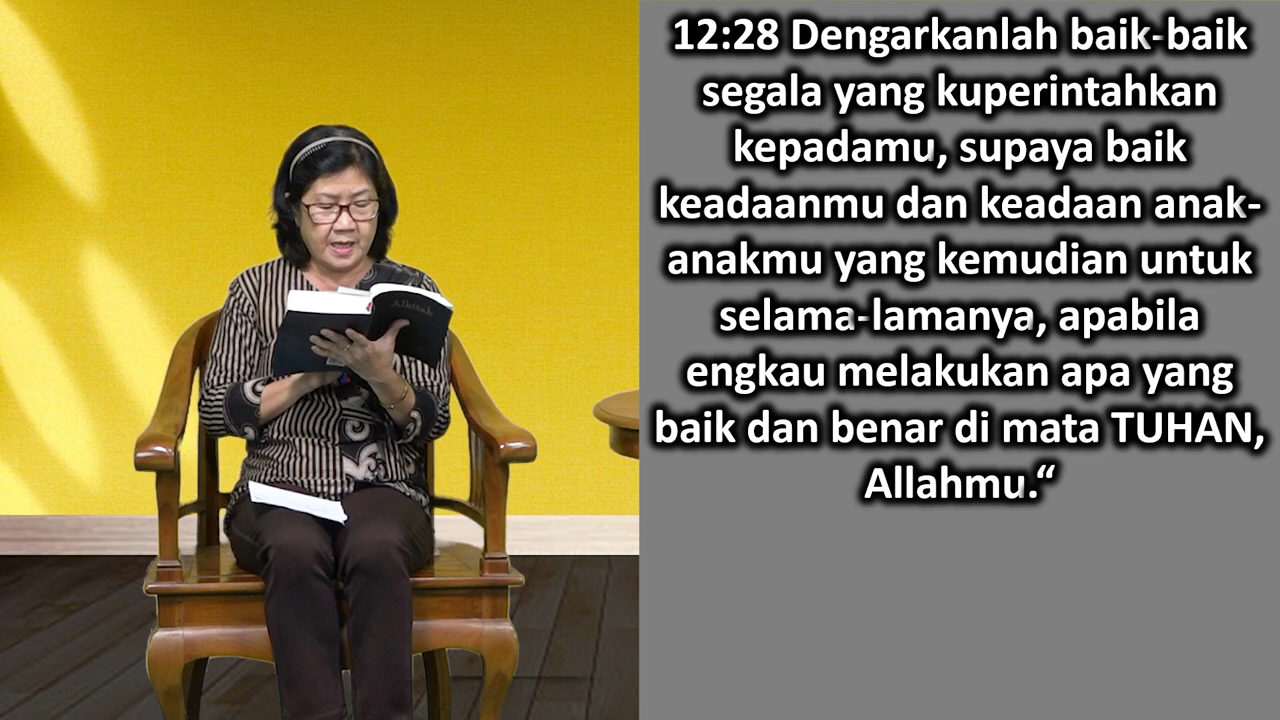 12:28 Dengarkanlah baik-baik
segala yang kuperintahkan
kepadamu, supaya baik
keadaanmu dan keadaan anak-
anakmu yang kemudian untuk
selama-lamanya, apabila
engkau melakukan apa yang
baik dan benar di mata TUHAN,
Allahmu.“
Alkitab